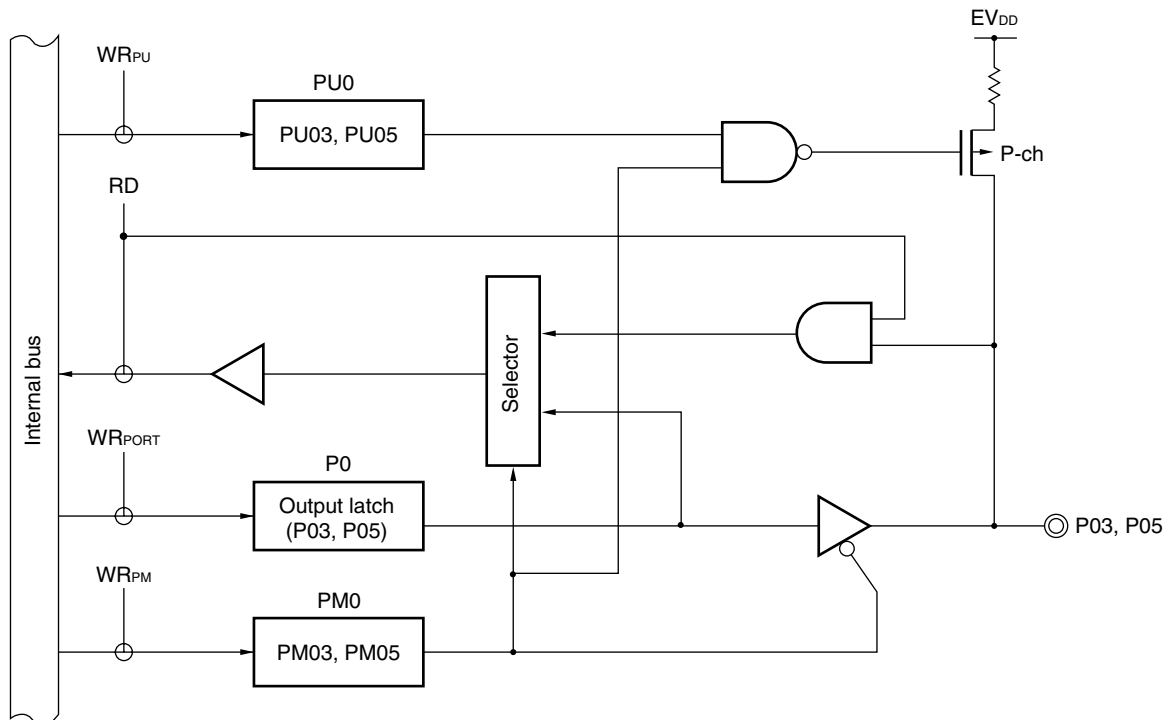 EVDD
WRPU
PU0
PU03, PU05
P-ch
RD
Internal bus
Selector
WRPORT
P0
Output latch
(P03, P05)
P03, P05
WRPM
PM0
PM03, PM05